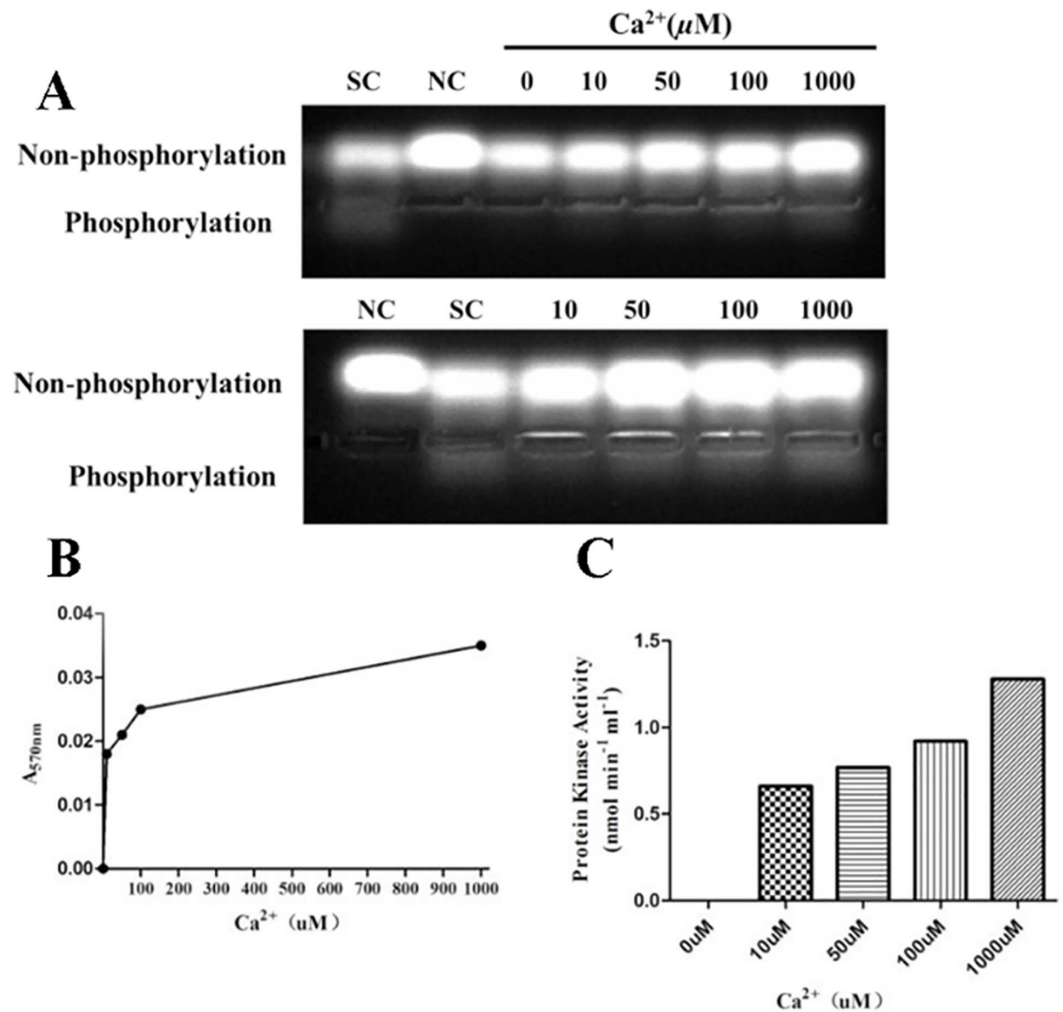 Ca²⁺(μM)
A
SC NC 0 10 50 100 1000
Non-phosphorylation
Phosphorylation
NC SC 10 50 100 1000
Non-phosphorylation
Phosphorylation
B
0.04
0.03
0.02
0.01
0.00
A570nm
100 200 300 400 500 600 700 800 900 1000
Ca²⁺ (uM)
C
1.5
1.0
0.5
0.0
Protein Kinase Activity
(nmol min⁻¹ ml⁻¹)
0uM 10uM 50uM 100uM 1000uM
Ca²⁺ (uM)